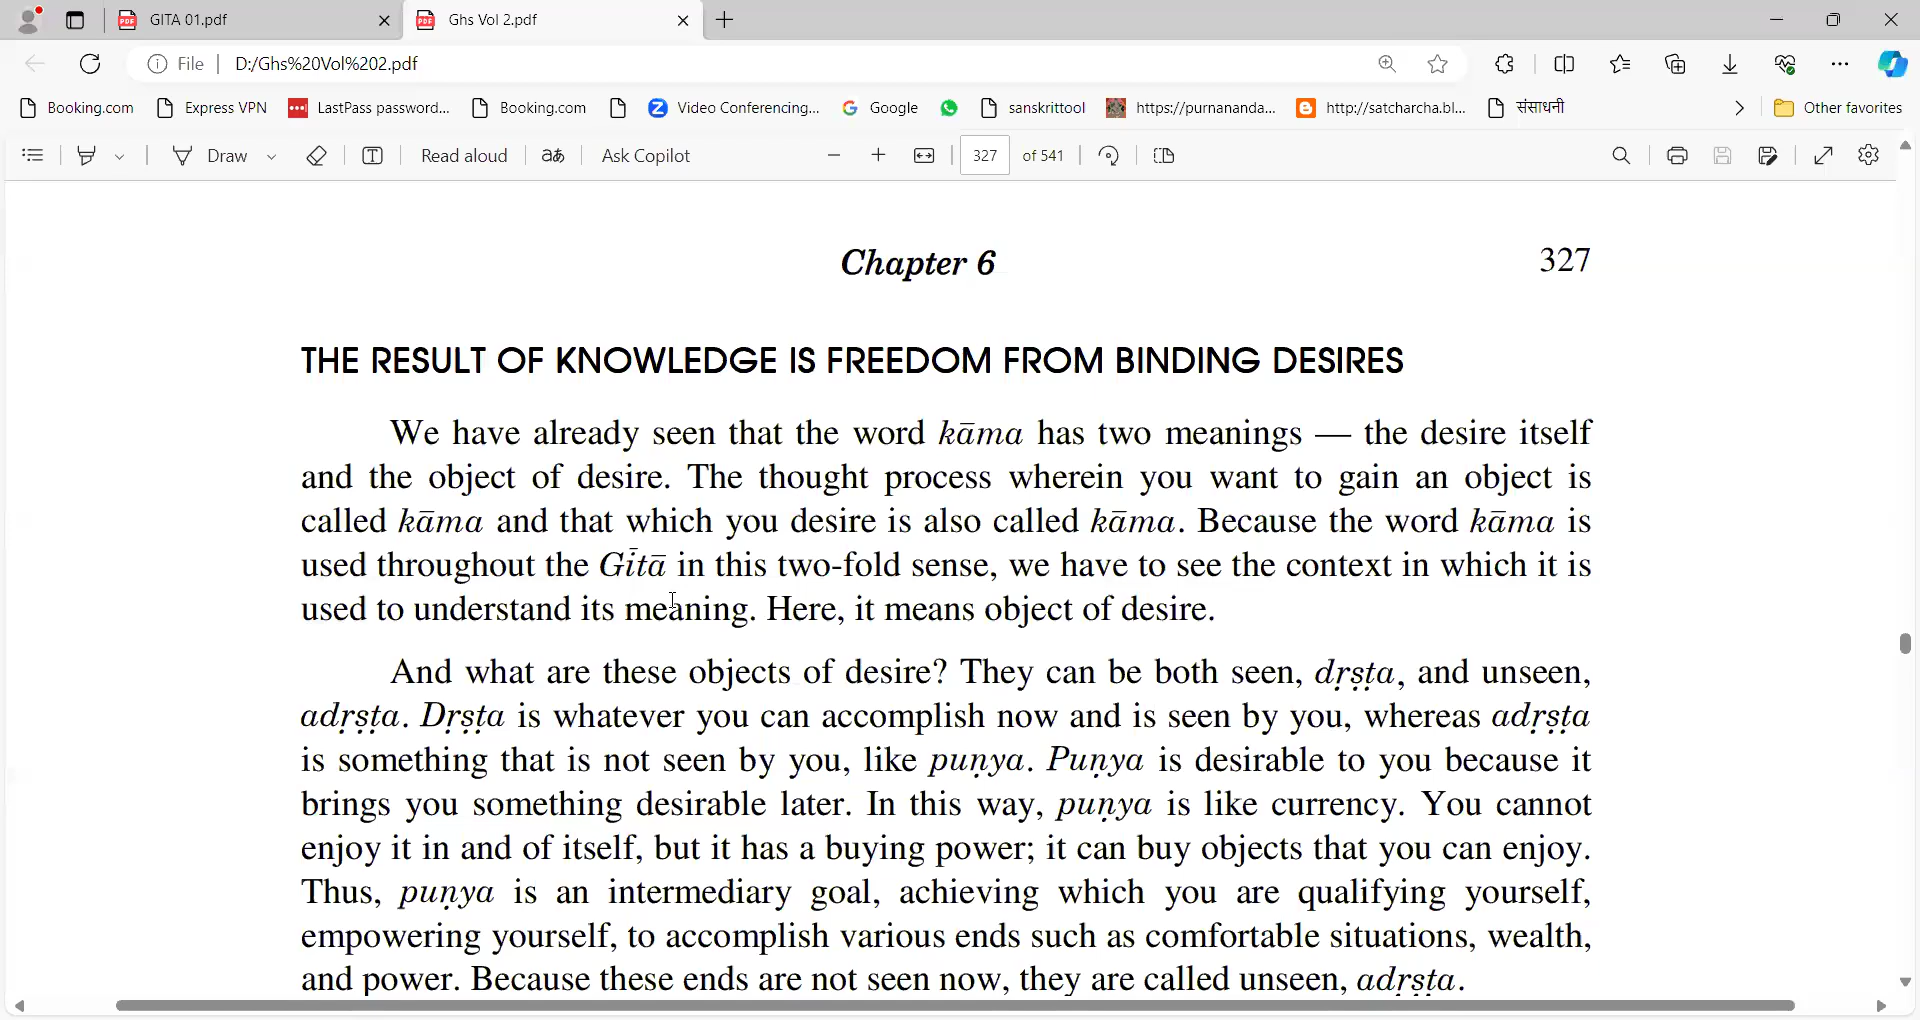 GITA 01.pdf
Ghs Vol 2.pdf
File
D:/Ghs%20Vol%202.pdf
Booking.com
Express VPN
LastPass password...
Booking.com
Video Conferencing...
Google
sanskrittool
https://purnananda...
http://satcharcha.bl...
संसाधनी
Other favorites
Draw
Read aloud
Ask Copilot
327
of 541
Chapter 6
327
THE RESULT OF KNOWLEDGE IS FREEDOM FROM BINDING DESIRES
We have already seen that the word kāma has two meanings — the desire itself
and the object of desire. The thought process wherein you want to gain an object is
called kāma and that which you desire is also called kāma. Because the word kāma is
used throughout the Gītā in this two-fold sense, we have to see the context in which it is
used to understand its meaning. Here, it means object of desire.
And what are these objects of desire? They can be both seen, dṛṣṭa, and unseen,
adṛṣṭa. Dṛṣṭa is whatever you can accomplish now and is seen by you, whereas adṛṣṭa
is something that is not seen by you, like puṇya. Puṇya is desirable to you because it
brings you something desirable later. In this way, puṇya is like currency. You cannot
enjoy it in and of itself, but it has a buying power; it can buy objects that you can enjoy.
Thus, puṇya is an intermediary goal, achieving which you are qualifying yourself,
empowering yourself, to accomplish various ends such as comfortable situations, wealth,
and power. Because these ends are not seen now, they are called unseen, adṛṣṭa.